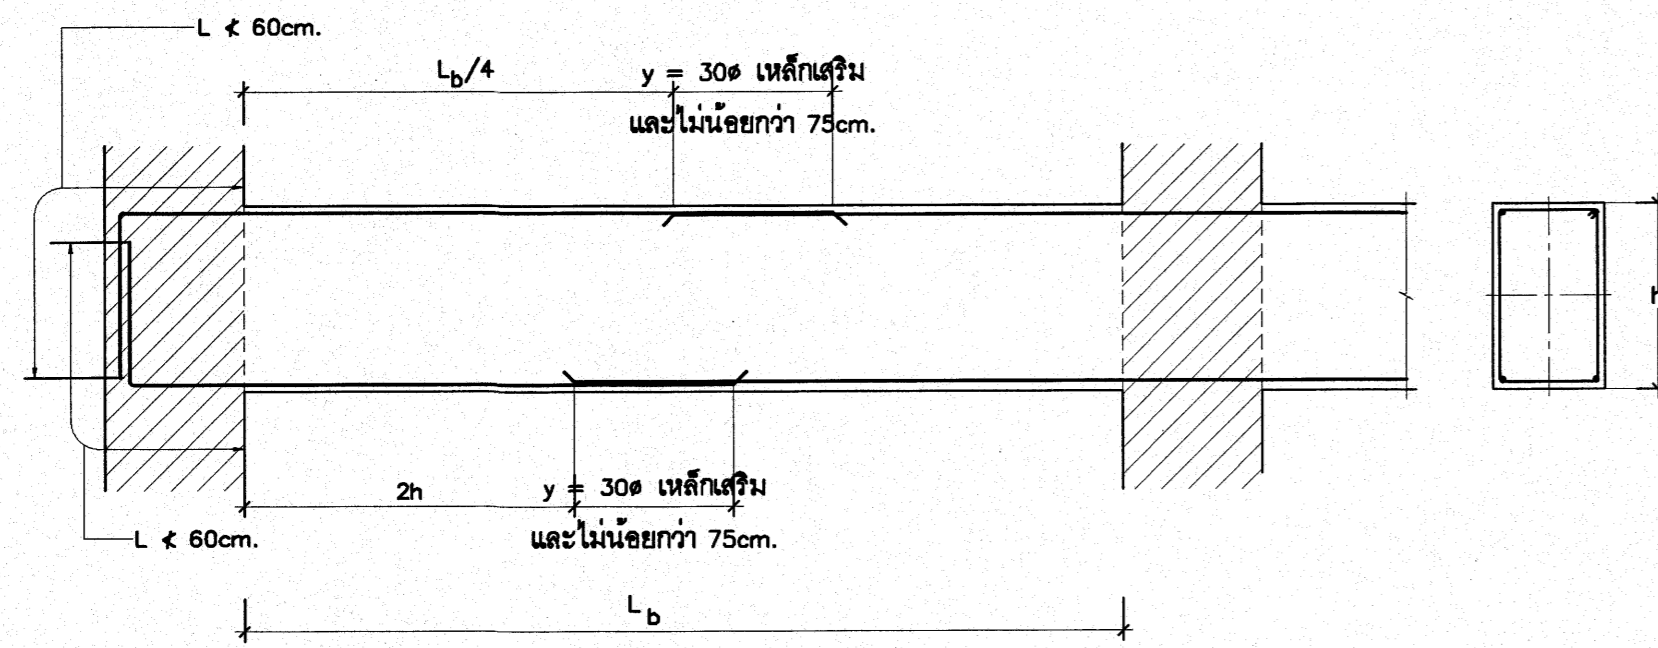 L ≮ 60cm.
L_b/4
y = 30ø เหล็กเสริม
และไม่น้อยกว่า 75cm.
h
2h
y = 30ø เหล็กเสริม
และไม่น้อยกว่า 75cm.
L ≮ 60cm.
L_b